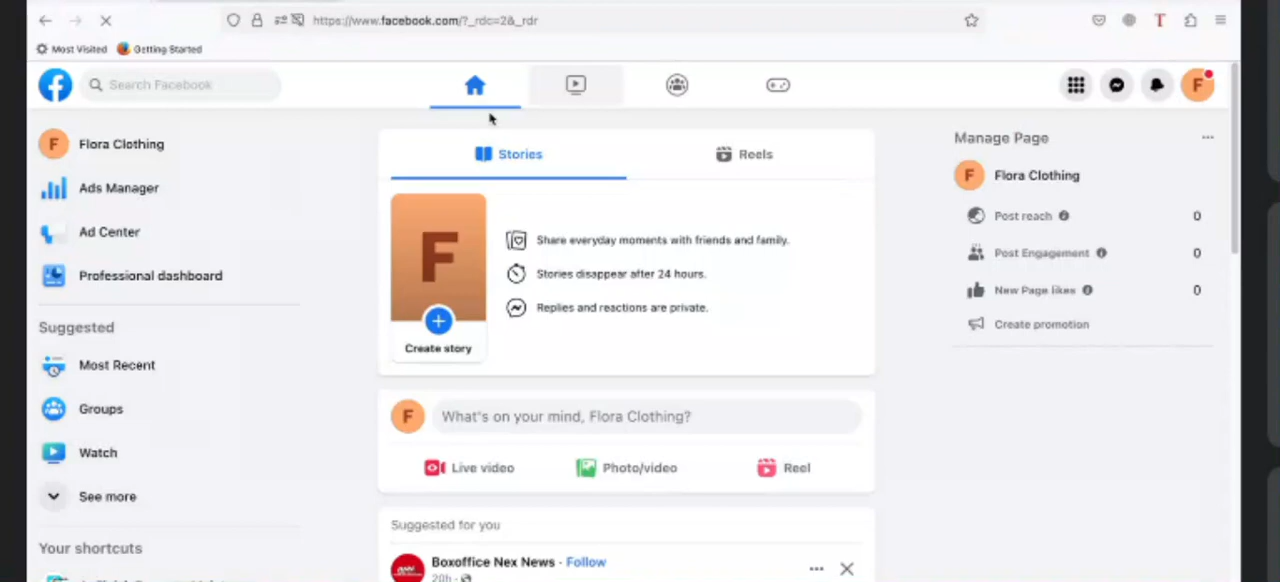 https://www.facebook.com/?_rdc=2&_rdr
T
Most Visited
Getting Started
Search Facebook
F
F
Flora Clothing
Ads Manager
Ad Center
Professional dashboard
Suggested
Most Recent
Groups
Watch
See more
Your shortcuts
Stories
Reels
F
Create story
Share everyday moments with friends and family.
Stories disappear after 24 hours.
Replies and reactions are private.
F
What's on your mind, Flora Clothing?
Live video
Photo/video
Reel
Suggested for you
Boxoffice Nex News · Follow
20h ·
Manage Page
F
Flora Clothing
Post reach 0
Post Engagement 0
New Page likes 0
Create promotion